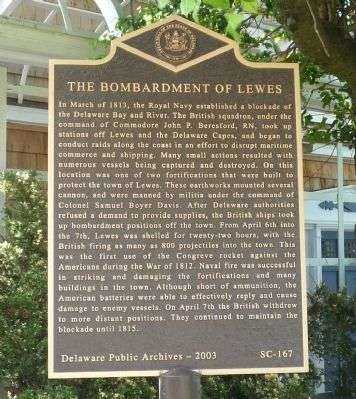 THE BOMBARDMENT OF LEWES
In March of 1813, the Royal Navy established a blockade of
the Delaware Bay and River. The British squadron, under the
command of Commodore John P. Beresford, RN, took up
stations off Lewes and the Delaware Capes, and began to
conduct raids along the coast in an effort to disrupt maritime
commerce and shipping. Many small actions resulted with
numerous vessels being captured and destroyed. On this
location was one of two fortifications that were built to
protect the town of Lewes. These earthworks mounted several
cannon, and were manned by militia under the command of
Colonel Samuel Boyer Davis. After Delaware authorities
refused a demand to provide supplies, the British ships took
up bombardment positions off the town. From April 6th into
the 7th, Lewes was shelled for twenty-two hours, with the
British firing as many as 800 projectiles into the town. This
was the first use of the Congreve rocket against the
Americans during the War of 1812. Naval fire was successful
in striking and damaging the fortifications and many
buildings in the town. Although short of ammunition, the
American batteries were able to effectively reply and cause
damage to enemy vessels. On April 7th the British withdrew
to more distant positions. They continued to maintain the
blockade until 1815.
Delaware Public Archives – 2003 SC-167